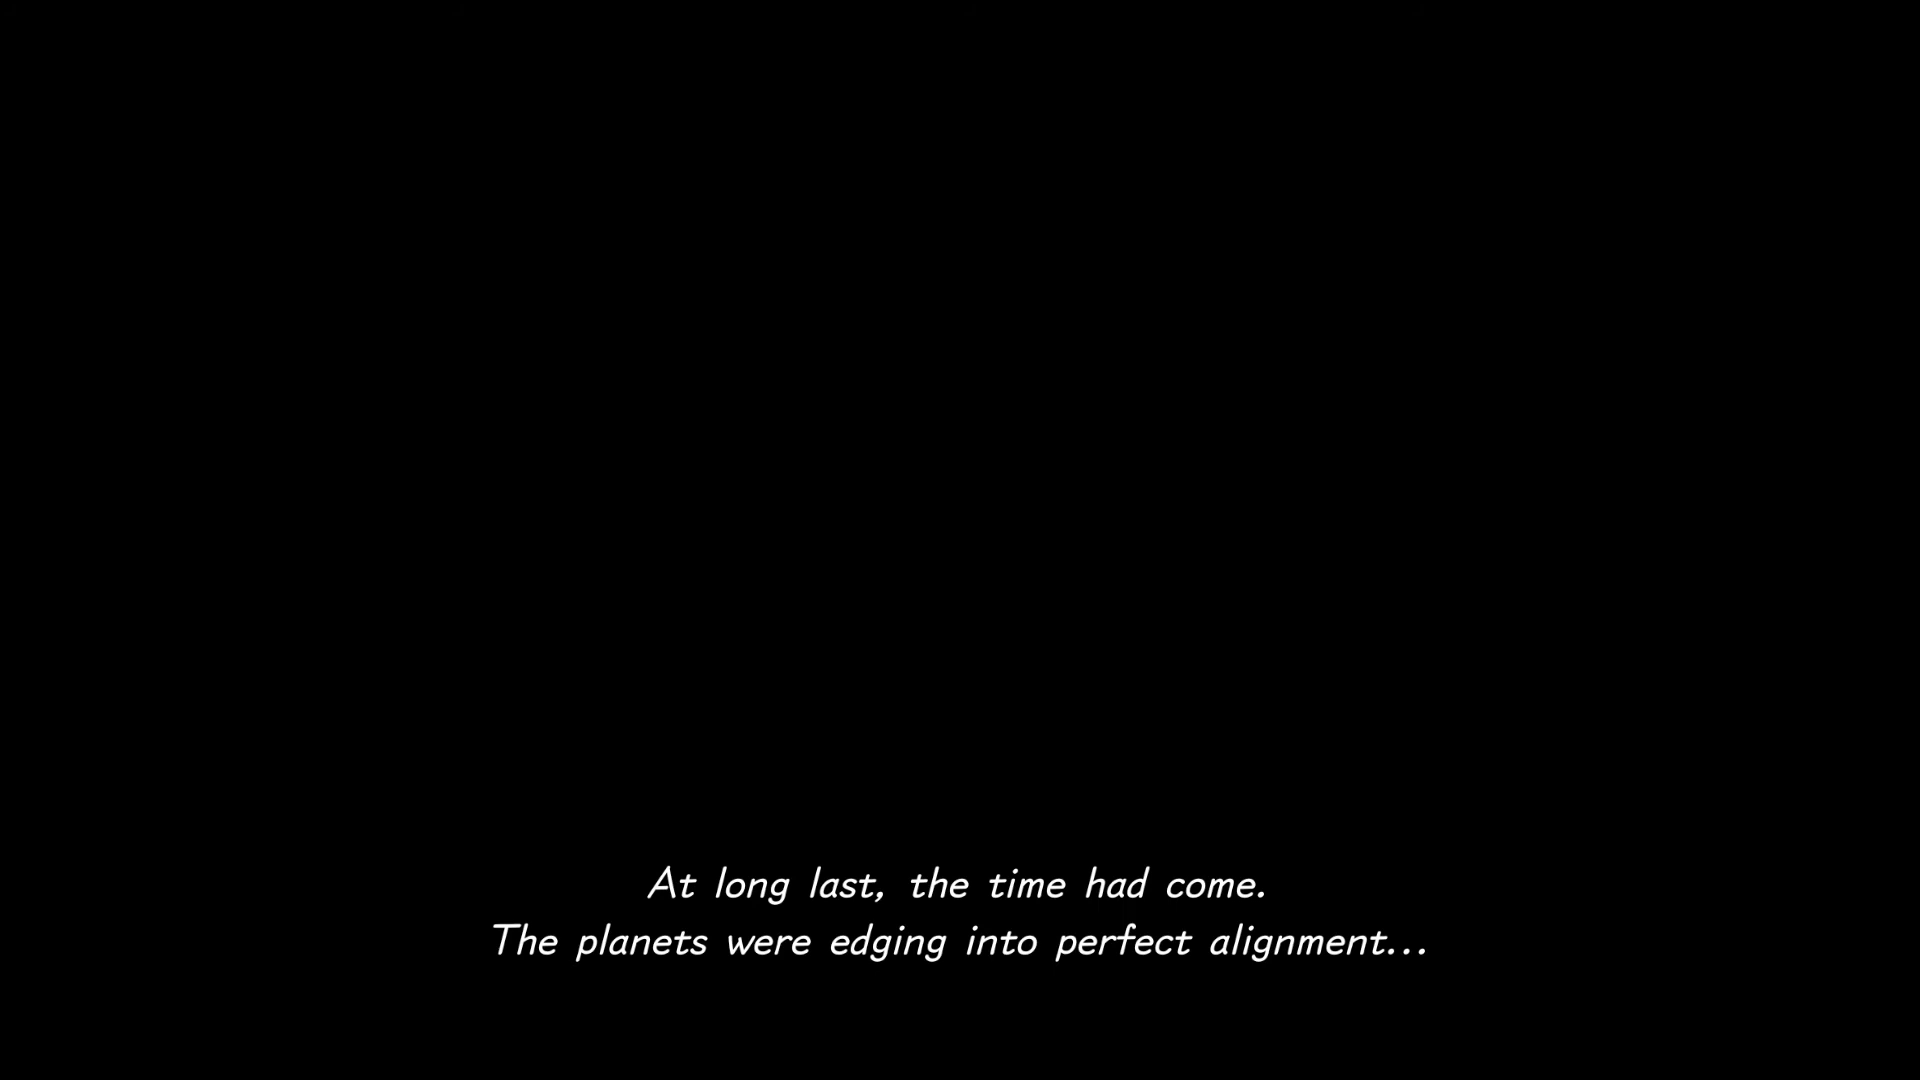 At long last, the time had come.
The planets were edging into perfect alignment...